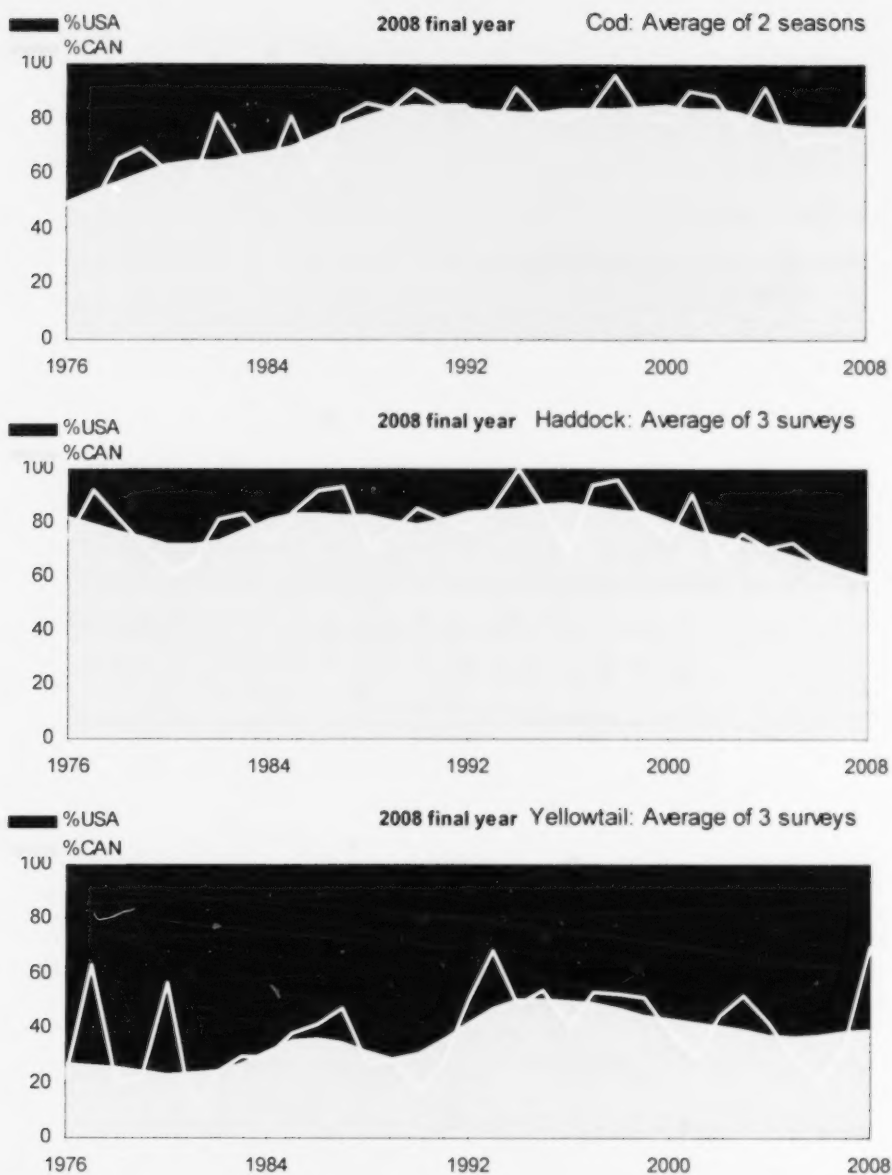 %USA 2008 final year Cod: Average of 2 seasons
%CAN
100
80
60
40
20
0
1976 1984 1992 2000 2008
%USA 2008 final year Haddock: Average of 3 surveys
%CAN
100
80
60
40
20
0
1976 1984 1992 2000 2008
%USA 2008 final year Yellowtail: Average of 3 surveys
%CAN
100
80
60
40
20
0
1976 1984 1992 2000 2008